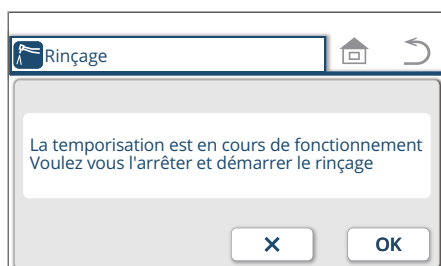 Rinçage
La temporisation est en cours de fonctionnement
Voulez vous l'arrêter et démarrer le rinçage
OK